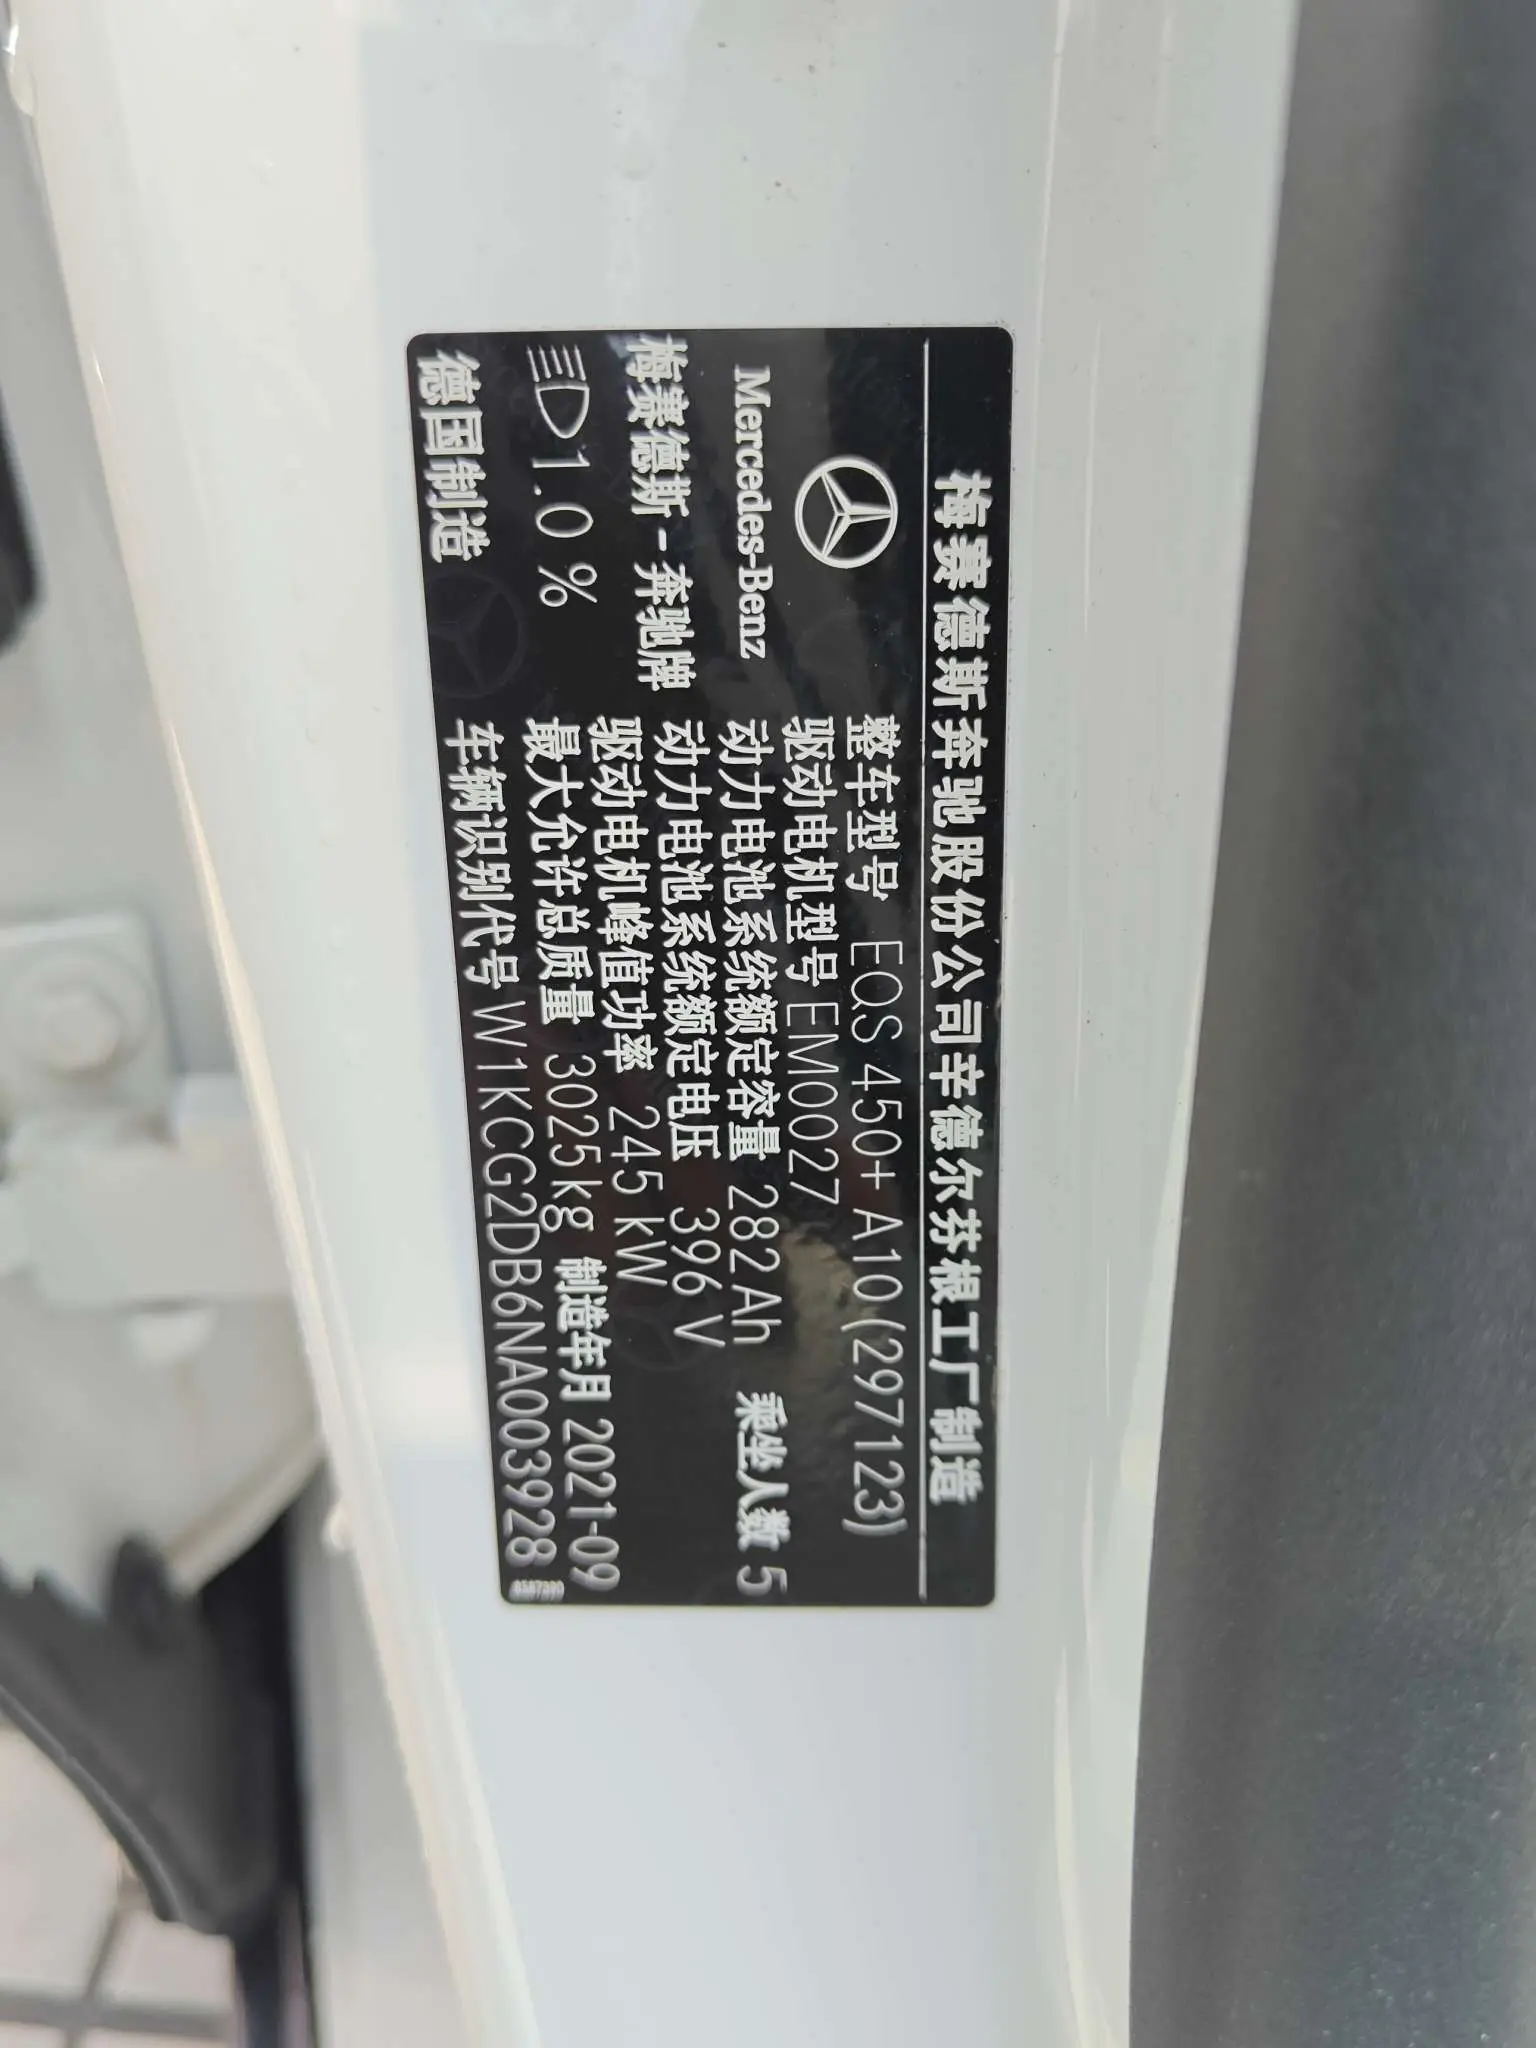 梅赛德斯奔驰股份公司辛德尔芬根工厂制造
整车型号 EQS 450+ A10(297123)
驱动电机型号 EM0027
Mercedes-Benz
动力电池系统额定容量 282Ah 乘坐人数 5
梅赛德斯-奔驰牌
动力电池系统额定电压 396 V
驱动电机峰值功率 245 kW
1.0 %
最大允许总质量 3025kg 制造年月 2021-09
德国制造
车辆识别代号 W1KCG2DB6NA003928